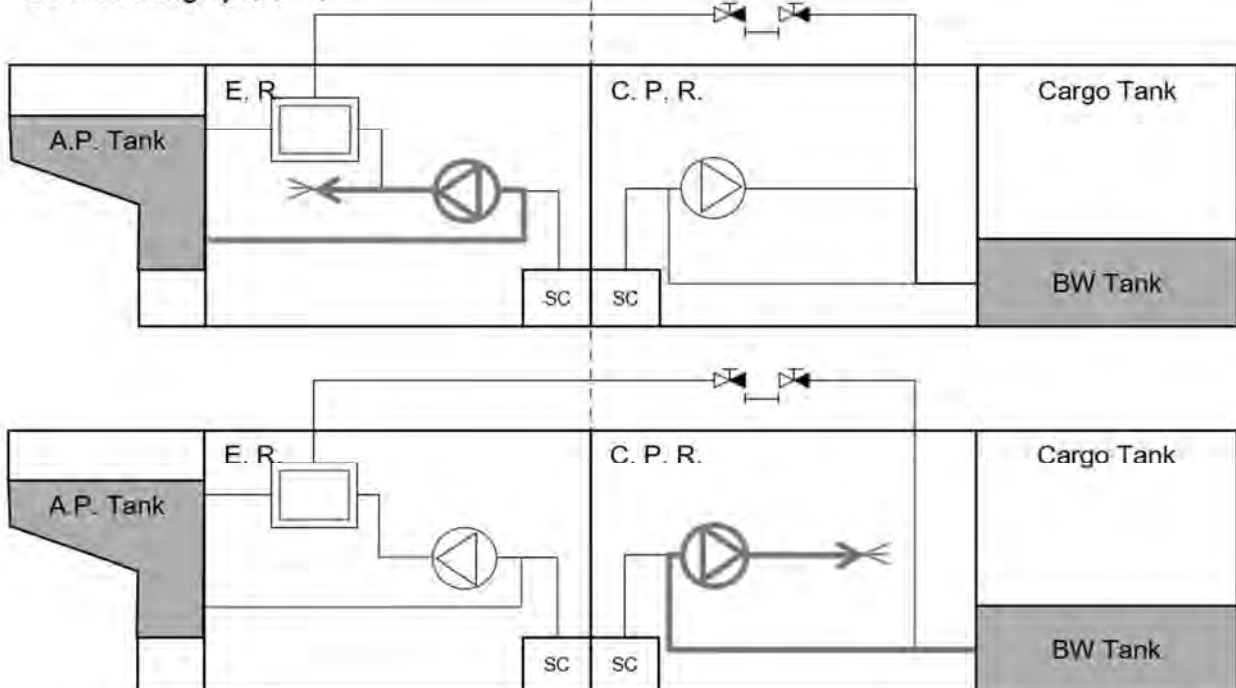 E. R.
C. P. R.
Cargo Tank
A.P. Tank
SC
SC
BW Tank
E. R.
C. P. R.
Cargo Tank
A.P. Tank
SC
SC
BW Tank